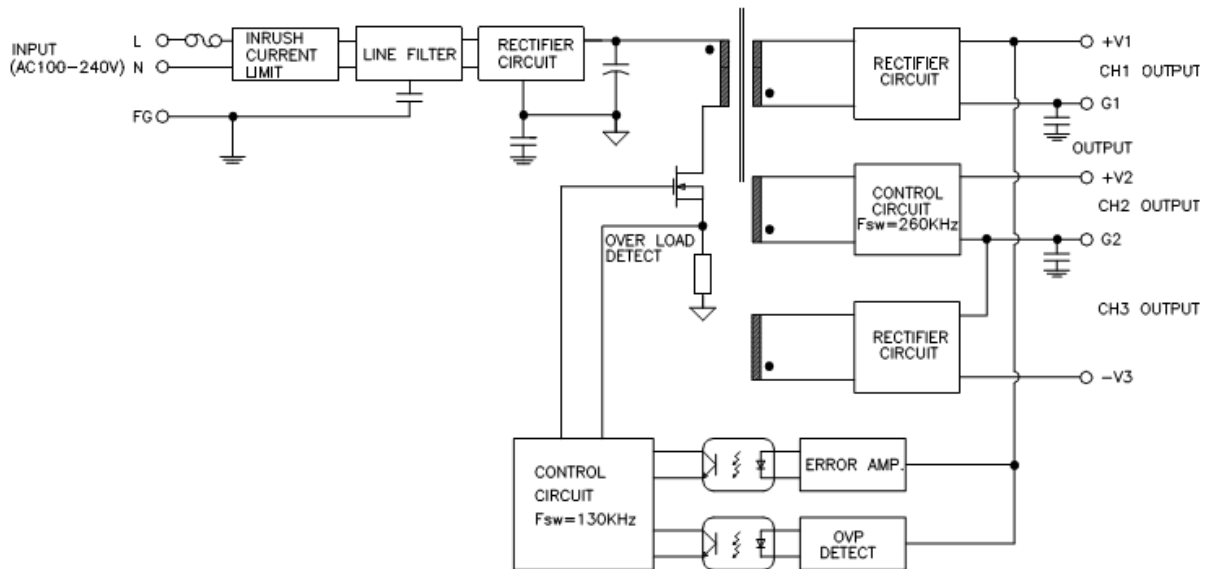 INPUT
(AC100-240V)
L
N
FG
INRUSH
CURRENT
LIMIT
LINE FILTER
RECTIFIER
CIRCUIT
RECTIFIER
CIRCUIT
+V1
CH1 OUTPUT
G1
OUTPUT
CONTROL
CIRCUIT
Fsw=260KHz
+V2
CH2 OUTPUT
G2
OVER LOAD
DETECT
RECTIFIER
CIRCUIT
CH3 OUTPUT
-V3
CONTROL
CIRCUIT
Fsw=130KHz
ERROR AMP.
OVP
DETECT